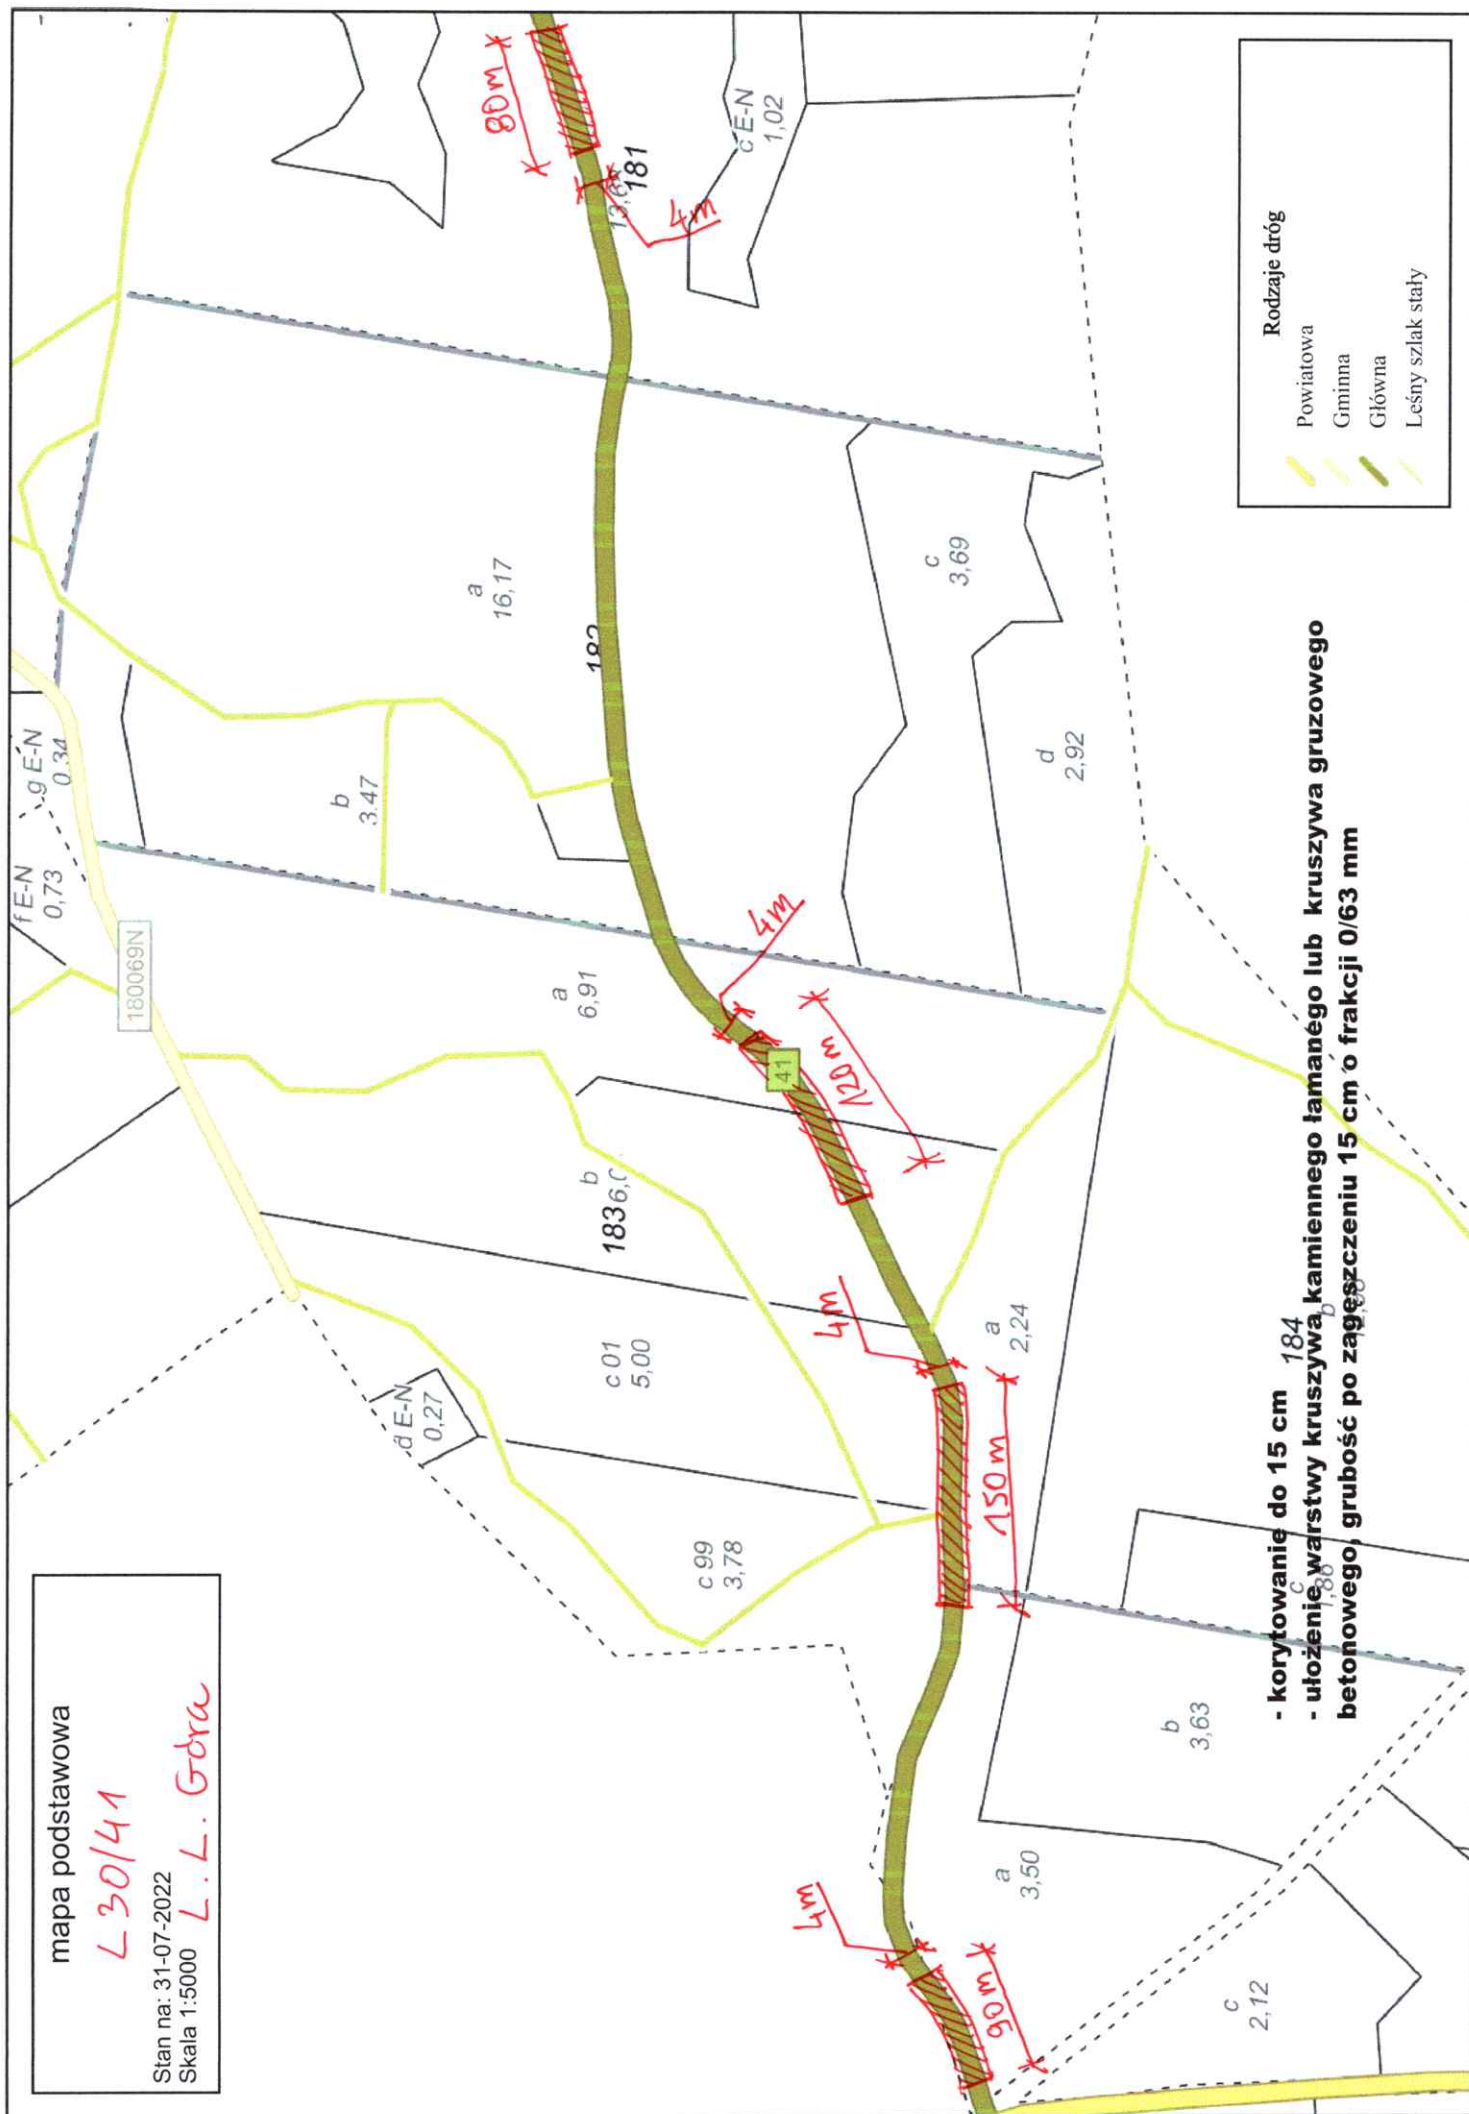 mapa podstawowa
L 30/41
Stan na: 31-07-2022
Skala 1:5000
L. L. Góra
f E-N
0,73
g E-N
0,34
180069N
b
3.47
a
16,17
182
80m
181
4m
c E-N
1,02
a
6,91
4m
41
120m
c
3,69
d
2,92
b
183
c 01
5,00
d E-N
0,27
4m
a
2,24
150m
c 99
3,78
184
b
c
1,86
b
3,63
a
3,50
4m
90m
c
2,12
- korytowanie do 15 cm
- ułożenie warstwy kruszywa kamiennego łamanego lub kruszywa gruzowego
betonowego, grubość po zagęszczeniu 15 cm o frakcji 0/63 mm
Rodzaje dróg
Powiatowa
Gminna
Główna
Leśny szlak stały